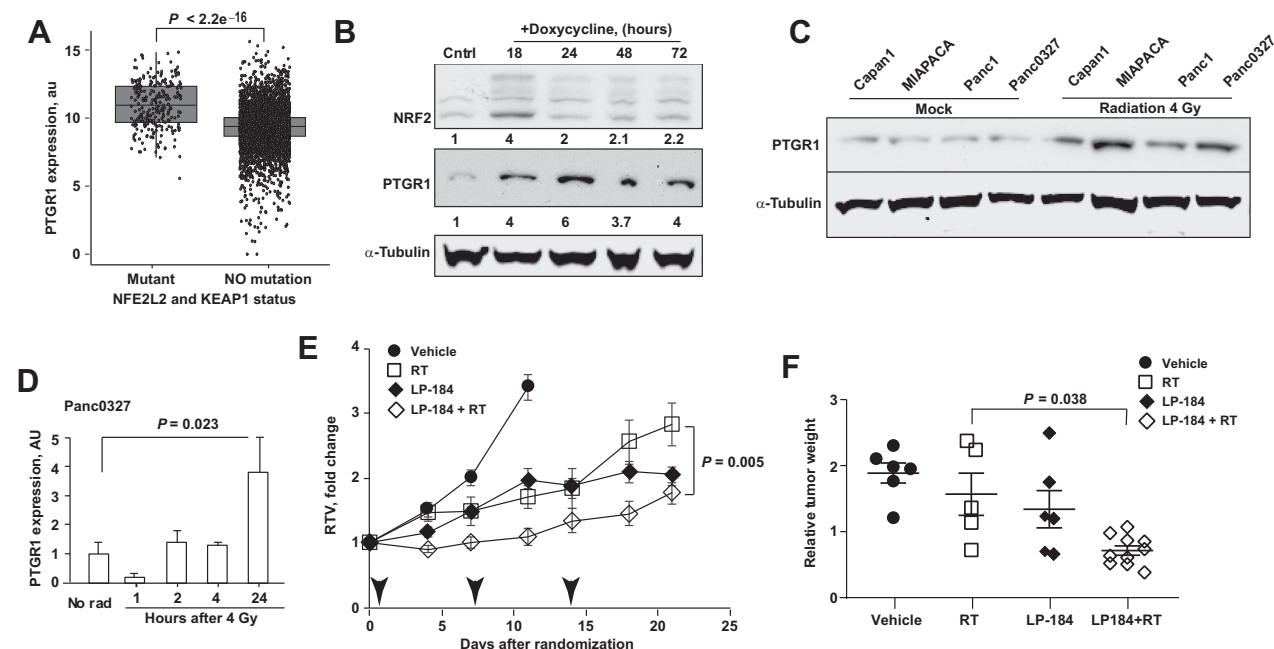 A
P < 2.2e⁻¹⁶
PTGR1 expression, au
15
10
5
0
Mutant NO mutation
NFE2L2 and KEAP1 status
B
+Doxycycline, (hours)
Cntrl 18 24 48 72
NRF2
1 4 2 2.1 2.2
PTGR1
1 4 6 3.7 4
α-Tubulin
C
Capan1 MIAPACA Panc1 Panc0327 Capan1 MIAPACA Panc1 Panc0327
Mock Radiation 4 Gy
PTGR1
α-Tubulin
D
Panc0327
P = 0.023
PTGR1 expression, AU
5
4
3
2
1
0
No rad 1 2 4 24
Hours after 4 Gy
E
Vehicle
RT
LP-184
LP-184 + RT
RTV, fold change
4
3
2
1
0
P = 0.005
0 5 10 15 20 25
Days after randomization
F
Vehicle
RT
LP-184
LP-184 + RT
P = 0.038
Relative tumor weight
3
2
1
0
Vehicle RT LP-184 LP184+RT